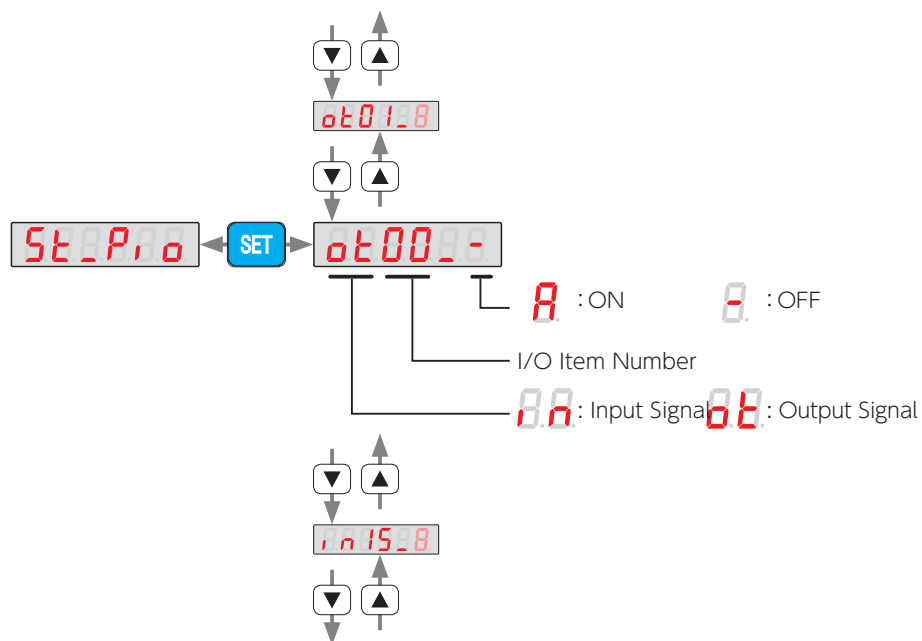 ot01_8
St_Pio
SET
ot00_-
A : ON
- : OFF
I/O Item Number
in : Input Signal
ot : Output Signal
in15_8